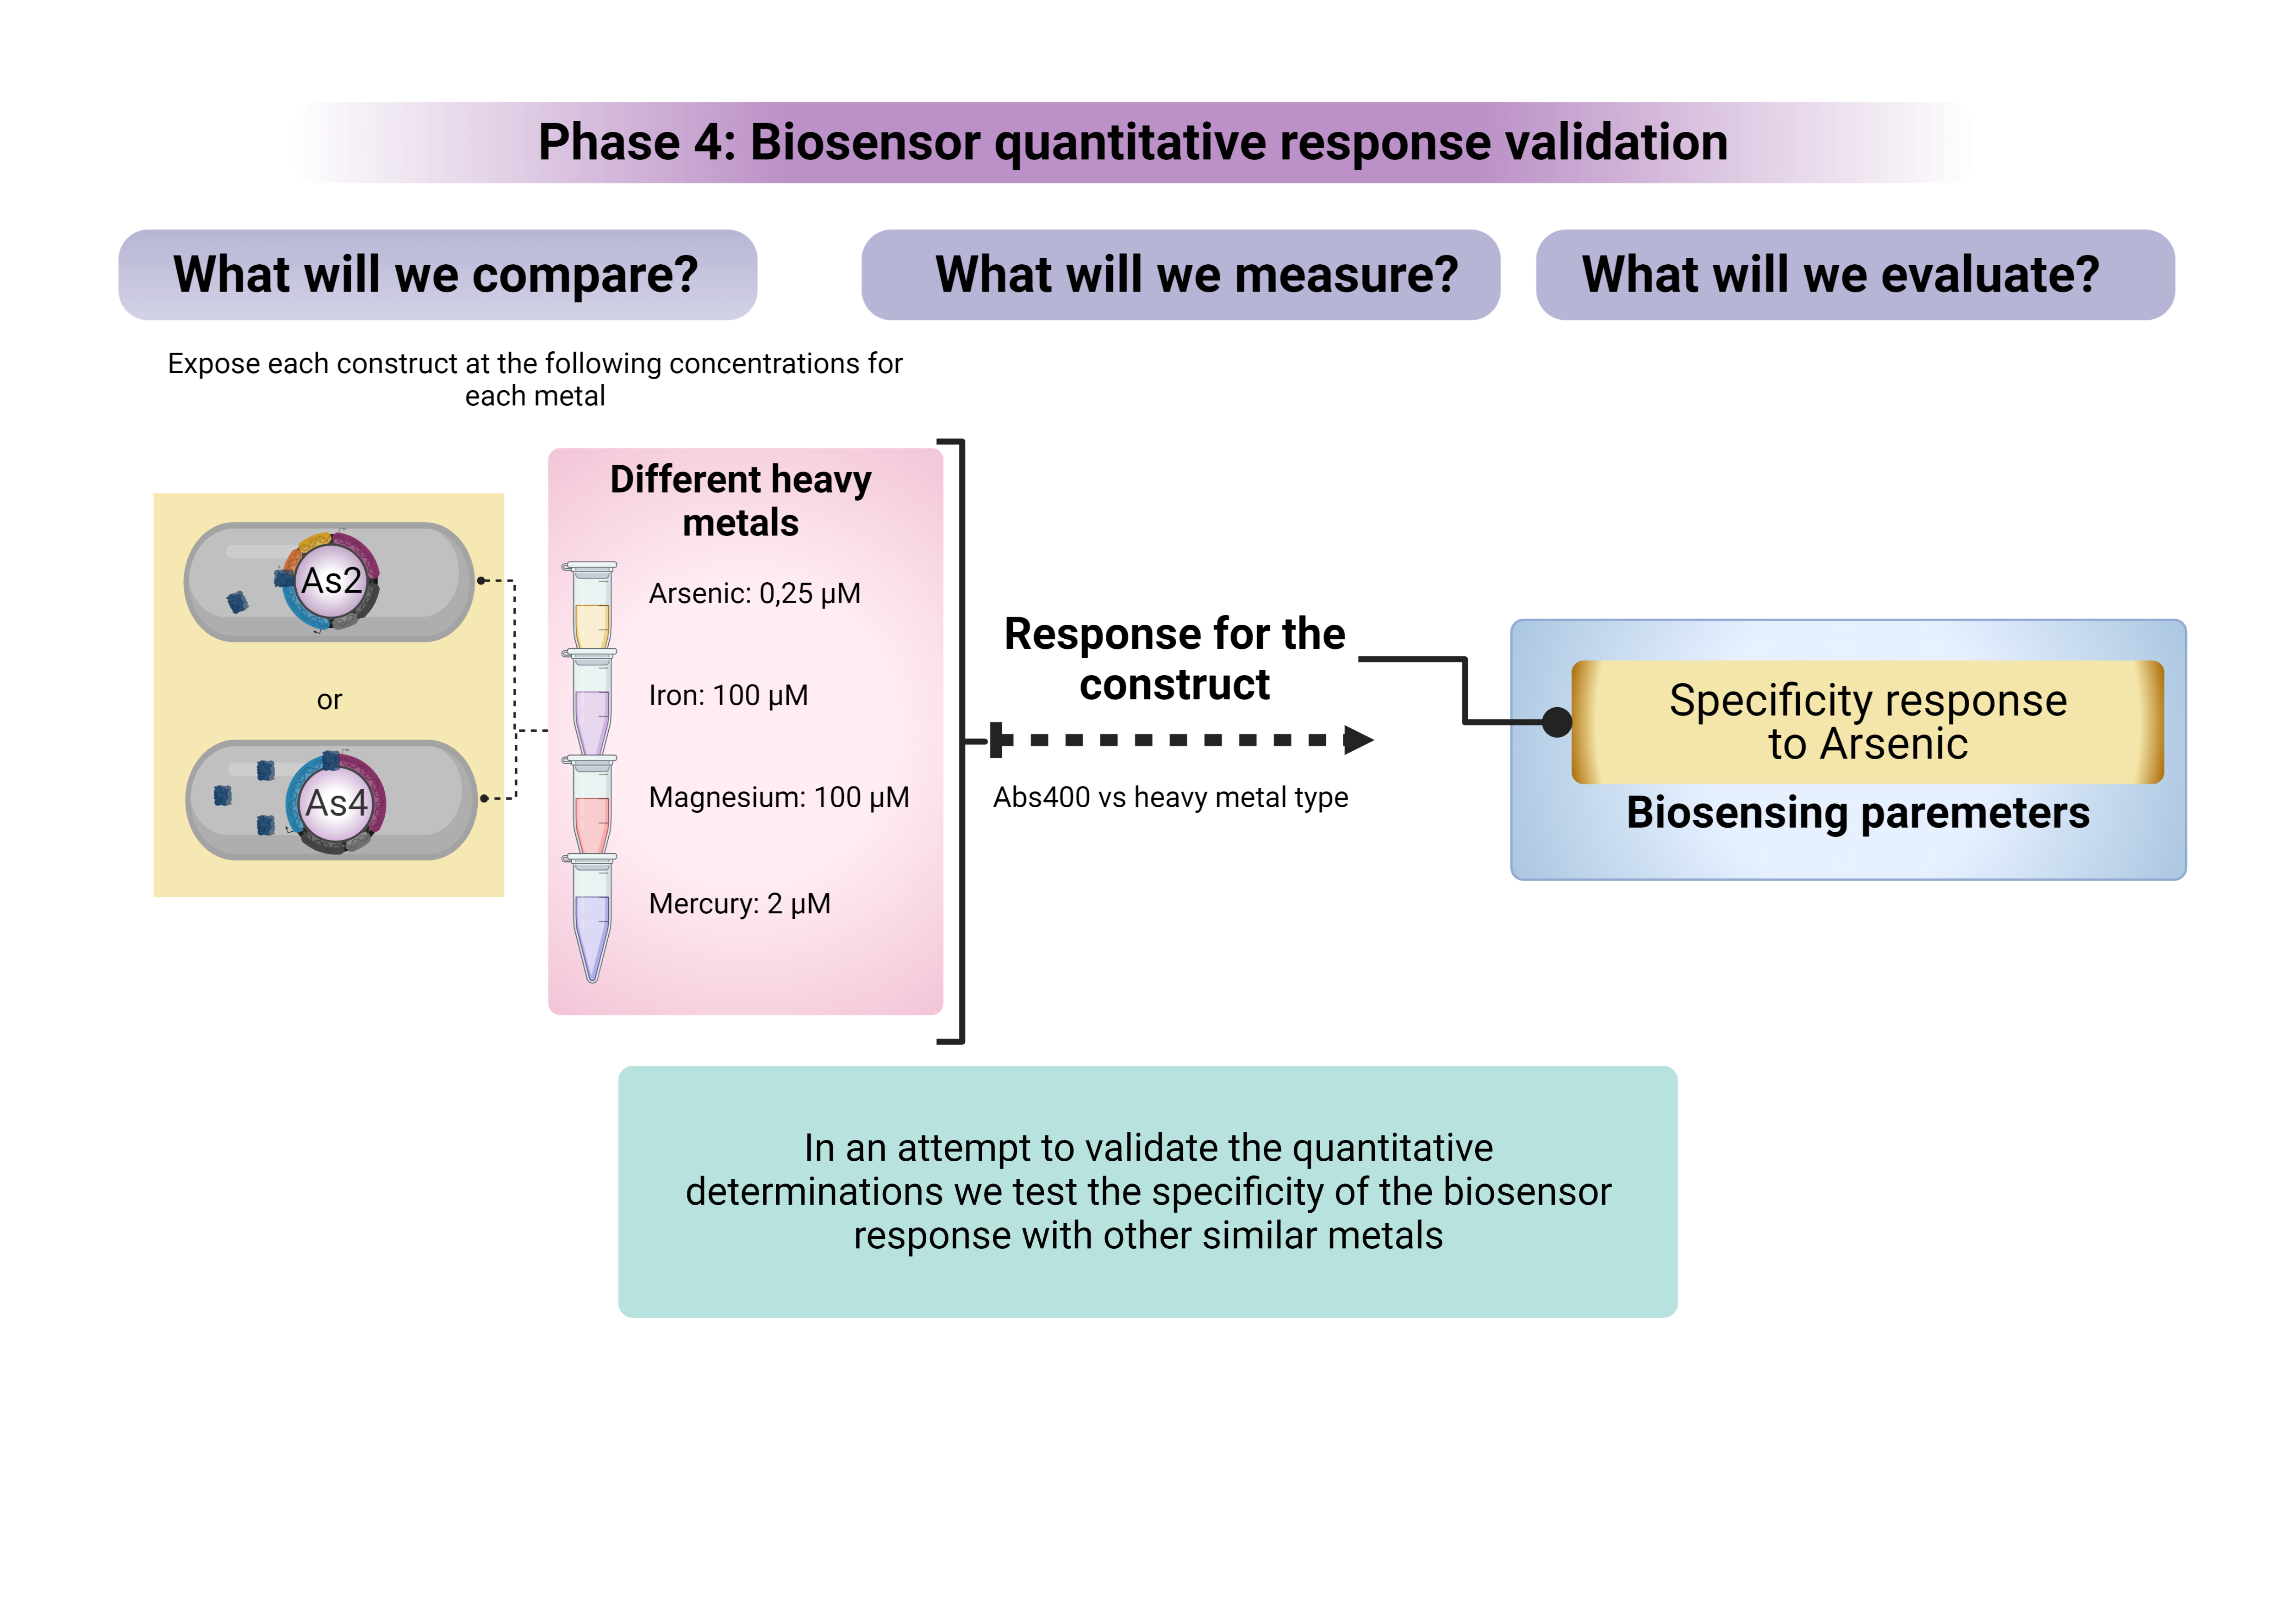 Phase 4: Biosensor quantitative response validation
What will we compare?
What will we measure?
What will we evaluate?
Expose each construct at the following concentrations for
each metal
As2
or
As4
Different heavy
metals
Arsenic: 0,25 µM
Iron: 100 µM
Magnesium: 100 µM
Mercury: 2 µM
Response for the
construct
Abs400 vs heavy metal type
Specificity response
to Arsenic
Biosensing paremeters
In an attempt to validate the quantitative
determinations we test the specificity of the biosensor
response with other similar metals